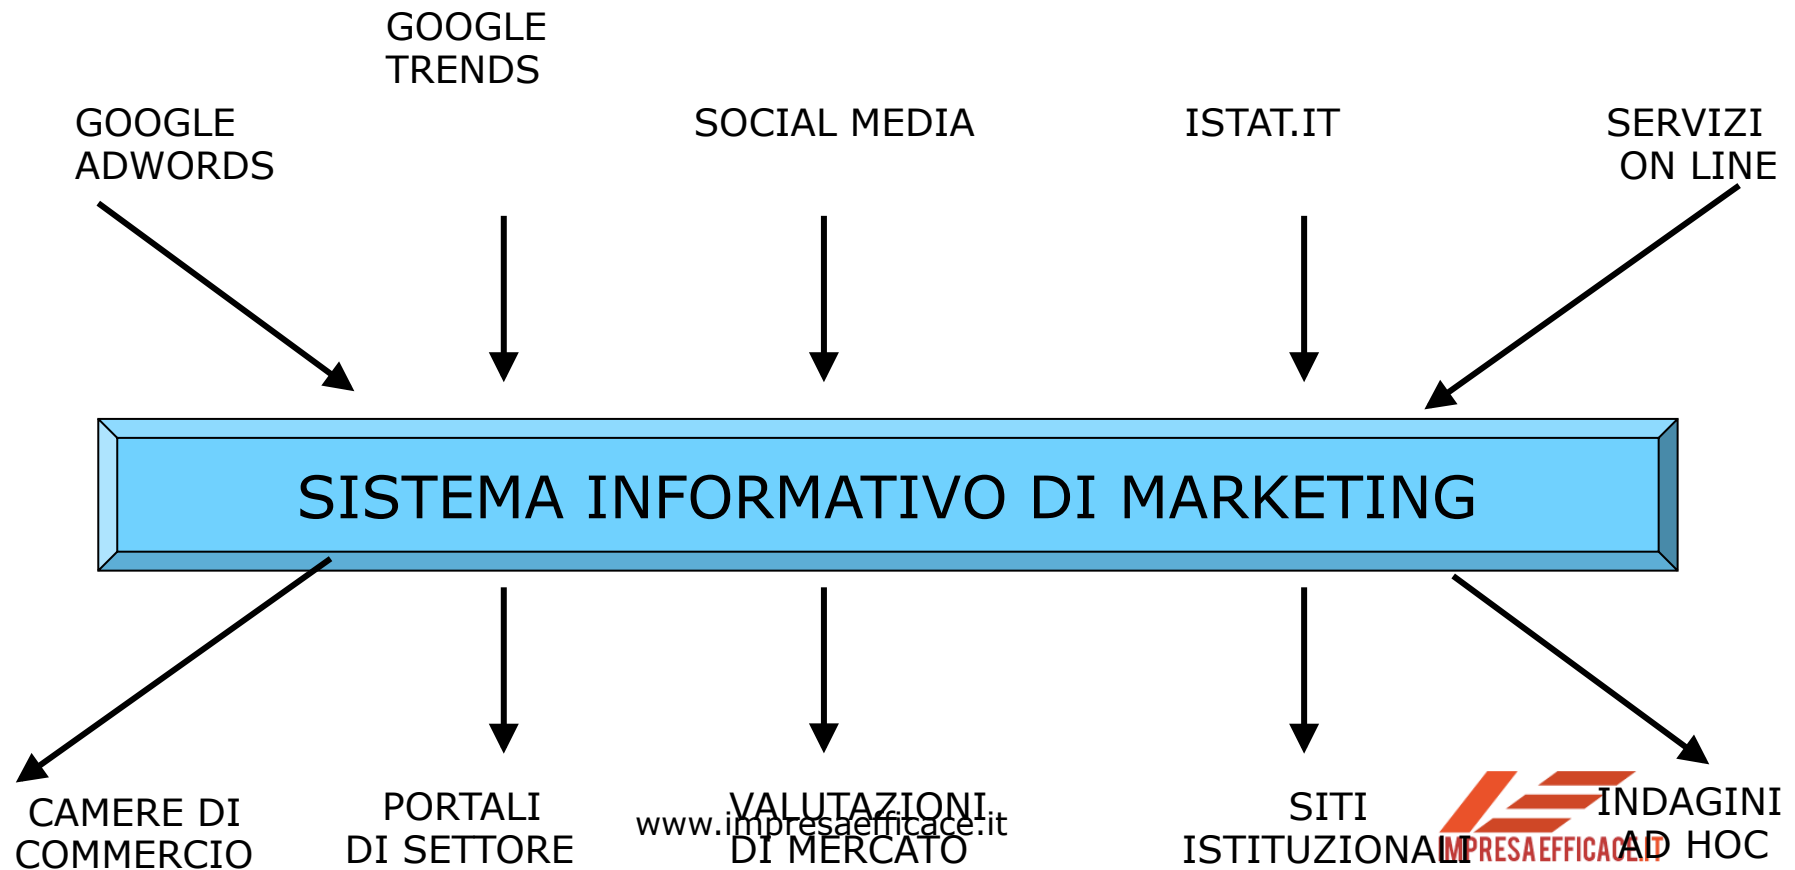 GOOGLE
TRENDS
GOOGLE
ADWORDS
SOCIAL MEDIA
ISTAT.IT
SERVIZI
ON LINE
SISTEMA INFORMATIVO DI MARKETING
CAMERE DI
COMMERCIO
PORTALI
DI SETTORE
VALUTAZIONI
DI MERCATO
www.impresaefficace.it
SITI
ISTITUZIONALI
INDAGINI
AD HOC
IMPRESAEFFICACE.IT